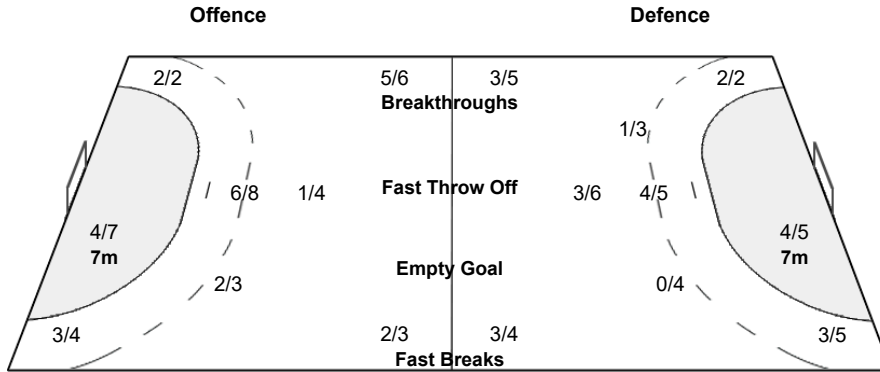 Offence Defence
2/2 5/6 3/5 2/2
Breakthroughs
1/3
6/8 1/4 Fast Throw Off 3/6 4/5
4/7 4/5
7m 7m
Empty Goal
2/3 0/4
3/4 2/3 3/4 3/5
Fast Breaks